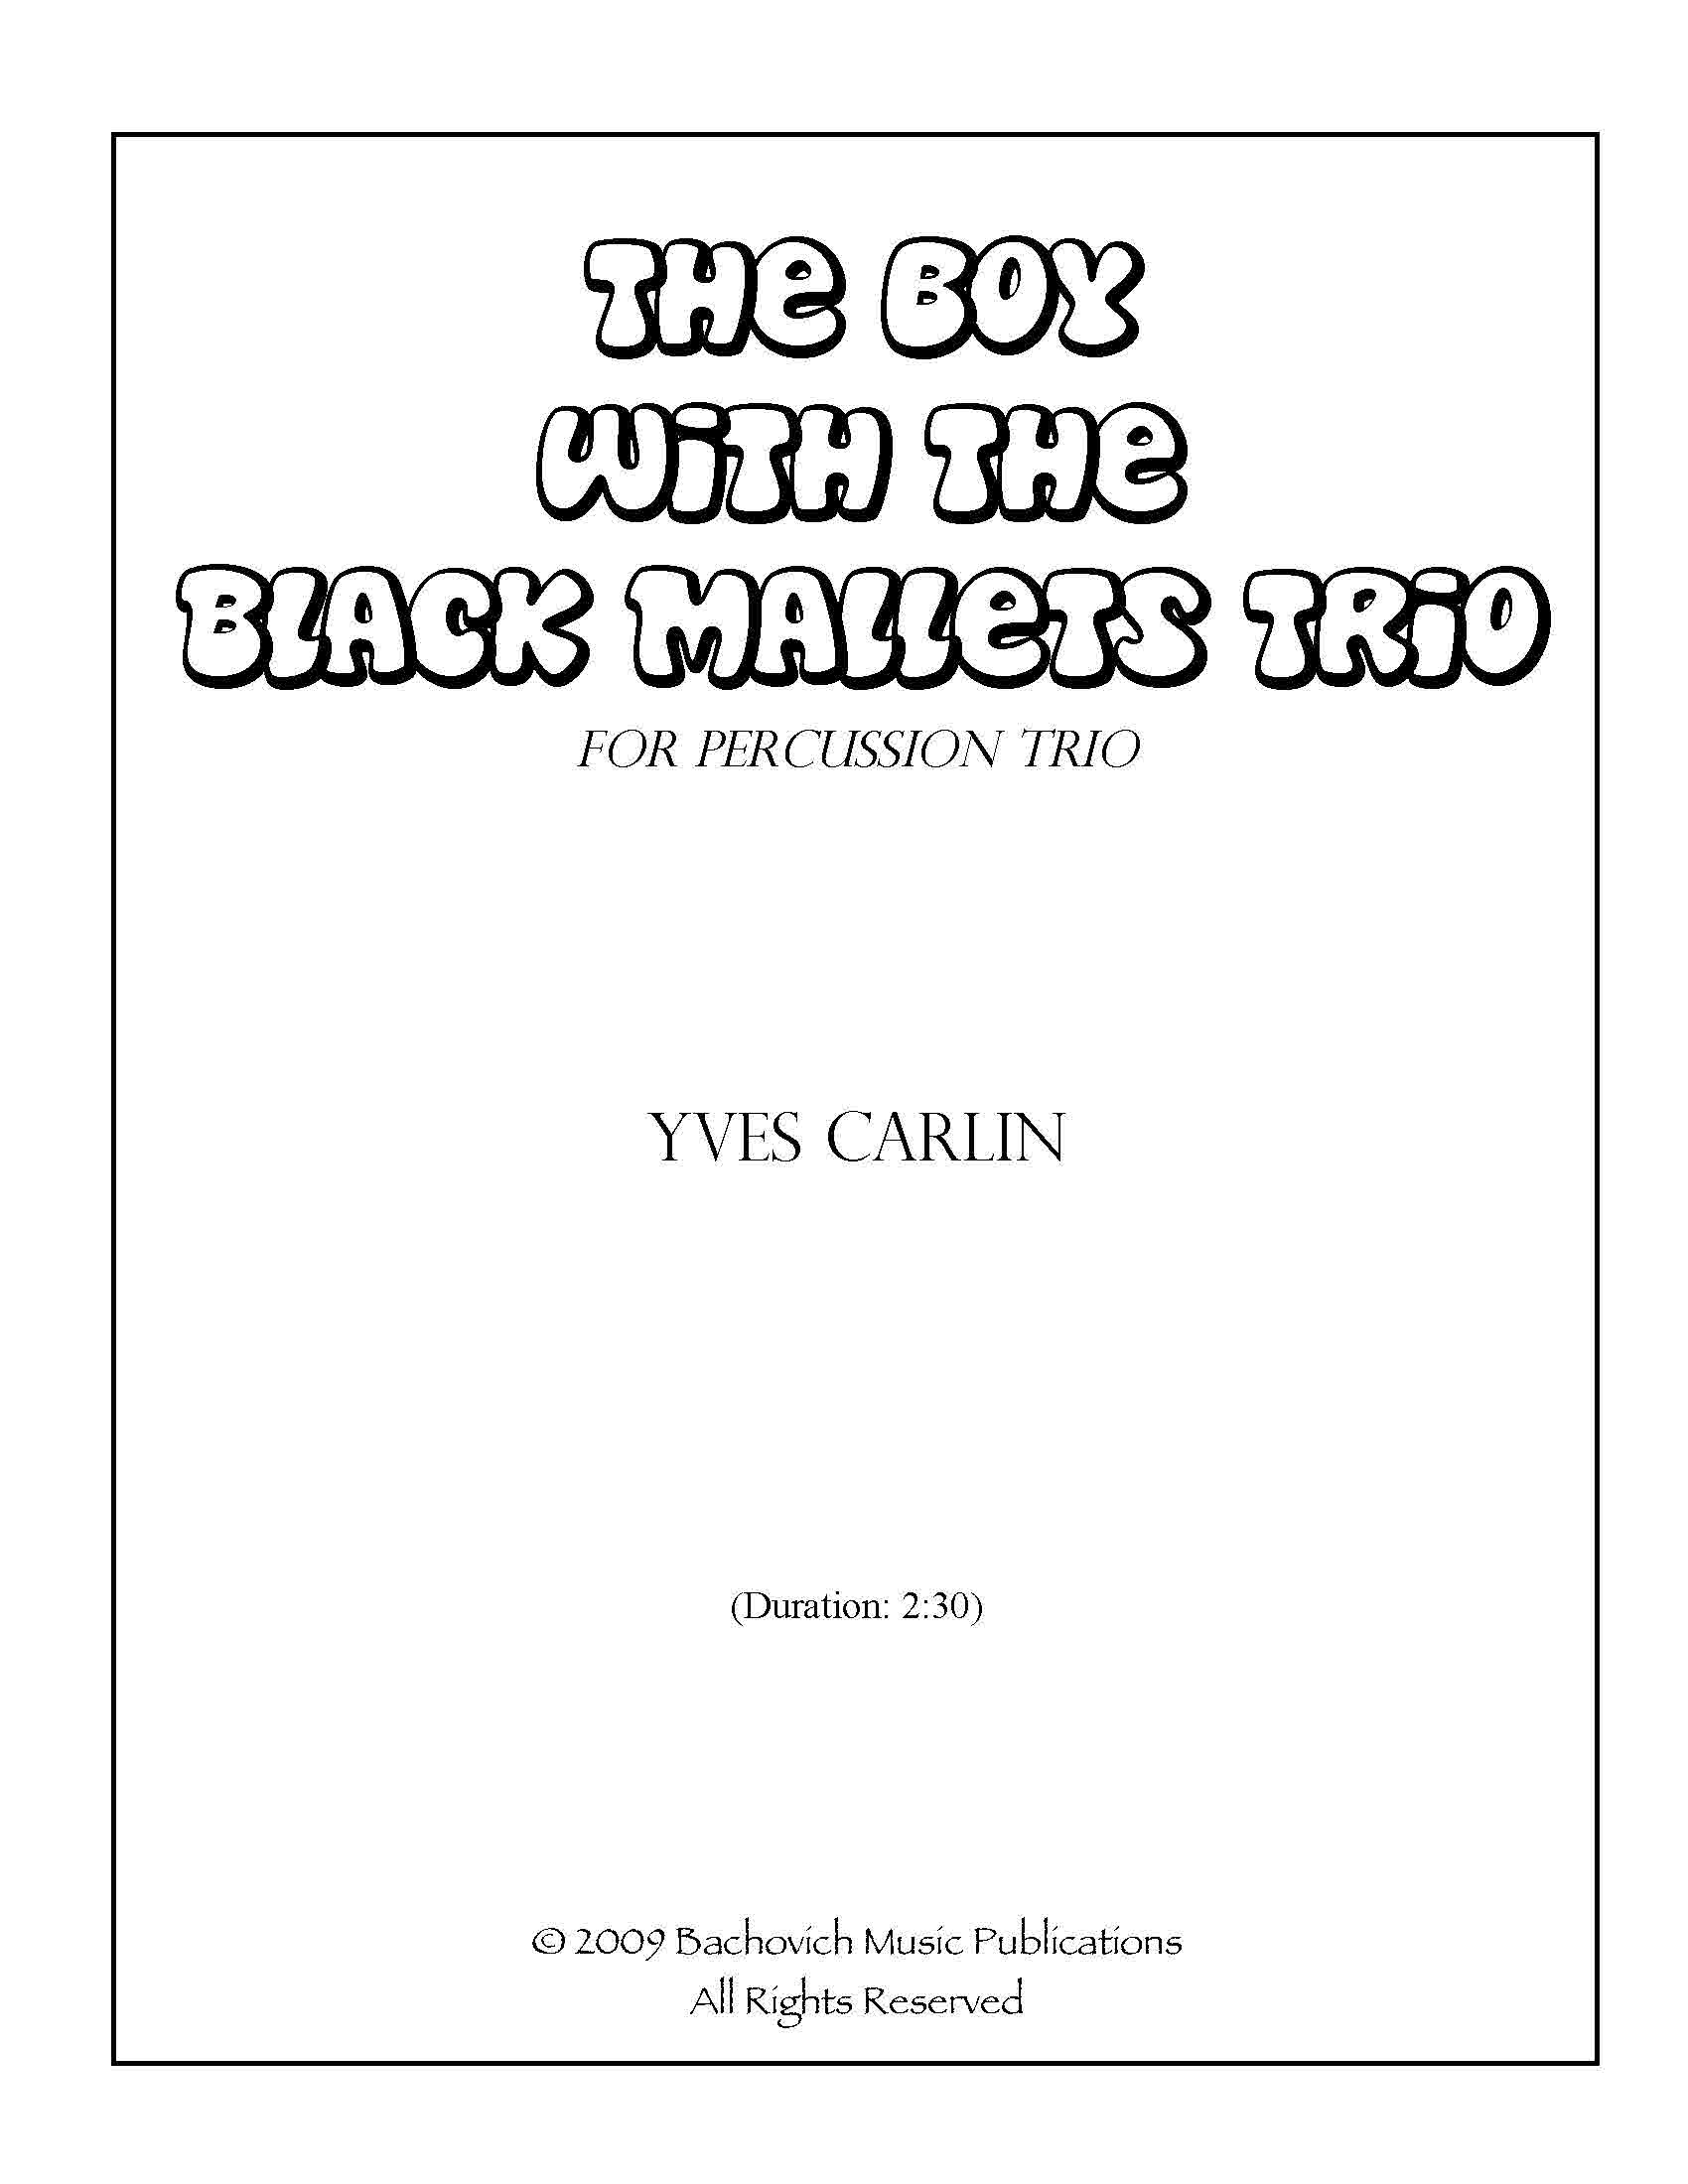 THE BOY
WITH THE
BLACK MALLETS TRIO
FOR PERCUSSION TRIO
YVES CARLIN
(Duration: 2:30)
© 2009 Bachovich Music Publications
All Rights Reserved